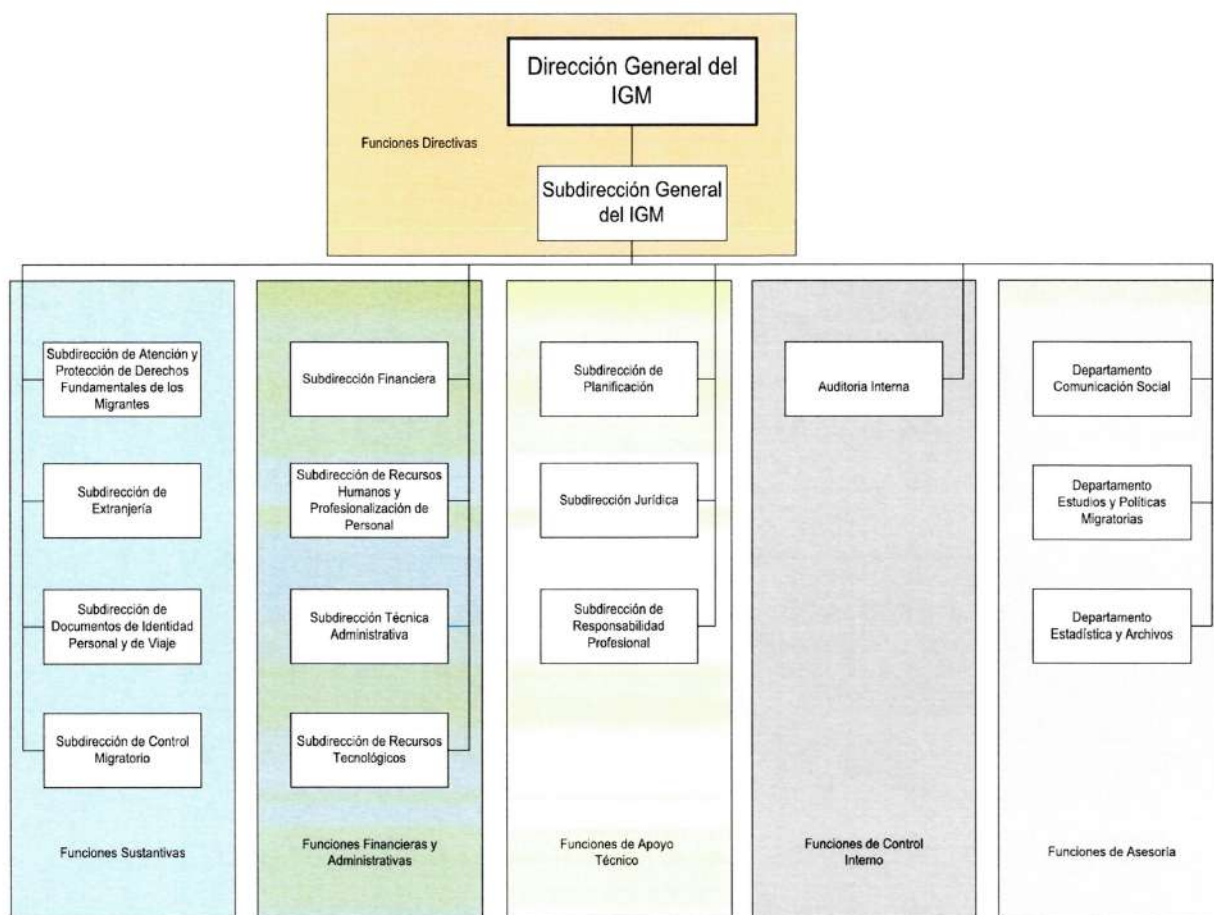 Dirección General del
IGM
Funciones Directivas
Subdirección General
del IGM
Subdirección de Atención y
Protección de Derechos
Fundamentales de los
Migrantes
Subdirección de
Extranjería
Subdirección de
Documentos de Identidad
Personal y de Viaje
Subdirección de Control
Migratorio
Funciones Sustantivas
Subdirección Financiera
Subdirección de Recursos
Humanos y
Profesionalización de
Personal
Subdirección Técnica
Administrativa
Subdirección de Recursos
Tecnológicos
Funciones Financieras y
Administrativas
Subdirección de
Planificación
Subdirección Jurídica
Subdirección de
Responsabilidad
Profesional
Funciones de Apoyo
Técnico
Auditoria Interna
Funciones de Control
Interno
Departamento
Comunicación Social
Departamento
Estudios y Políticas
Migratorias
Departamento
Estadística y Archivos
Funciones de Asesoría